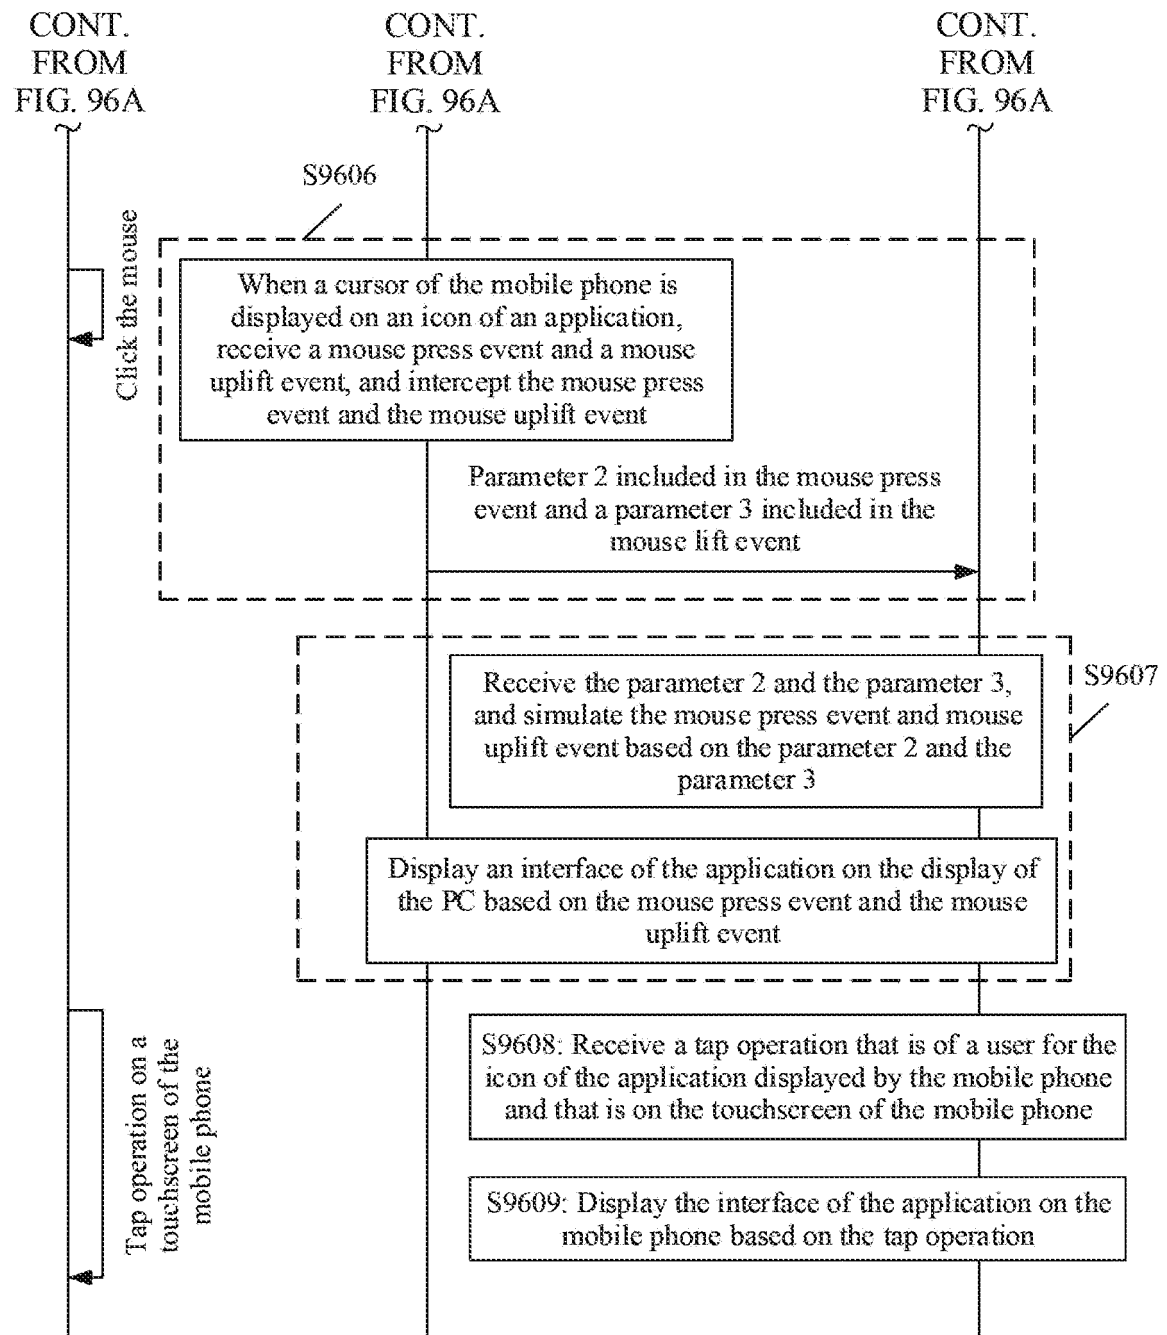 CONT.
FROM
FIG. 96A
CONT.
FROM
FIG. 96A
CONT.
FROM
FIG. 96A
S9606
Click the mouse
When a cursor of the mobile phone is
displayed on an icon of an application,
receive a mouse press event and a mouse
uplift event, and intercept the mouse press
event and the mouse uplift event
Parameter 2 included in the mouse press
event and a parameter 3 included in the
mouse lift event
S9607
Receive the parameter 2 and the parameter 3,
and simulate the mouse press event and mouse
uplift event based on the parameter 2 and the
parameter 3
Display an interface of the application on the display of
the PC based on the mouse press event and the mouse
uplift event
Tap operation on a
touchscreen of the
mobile phone
S9608: Receive a tap operation that is of a user for the
icon of the application displayed by the mobile phone
and that is on the touchscreen of the mobile phone
S9609: Display the interface of the application on the
mobile phone based on the tap operation